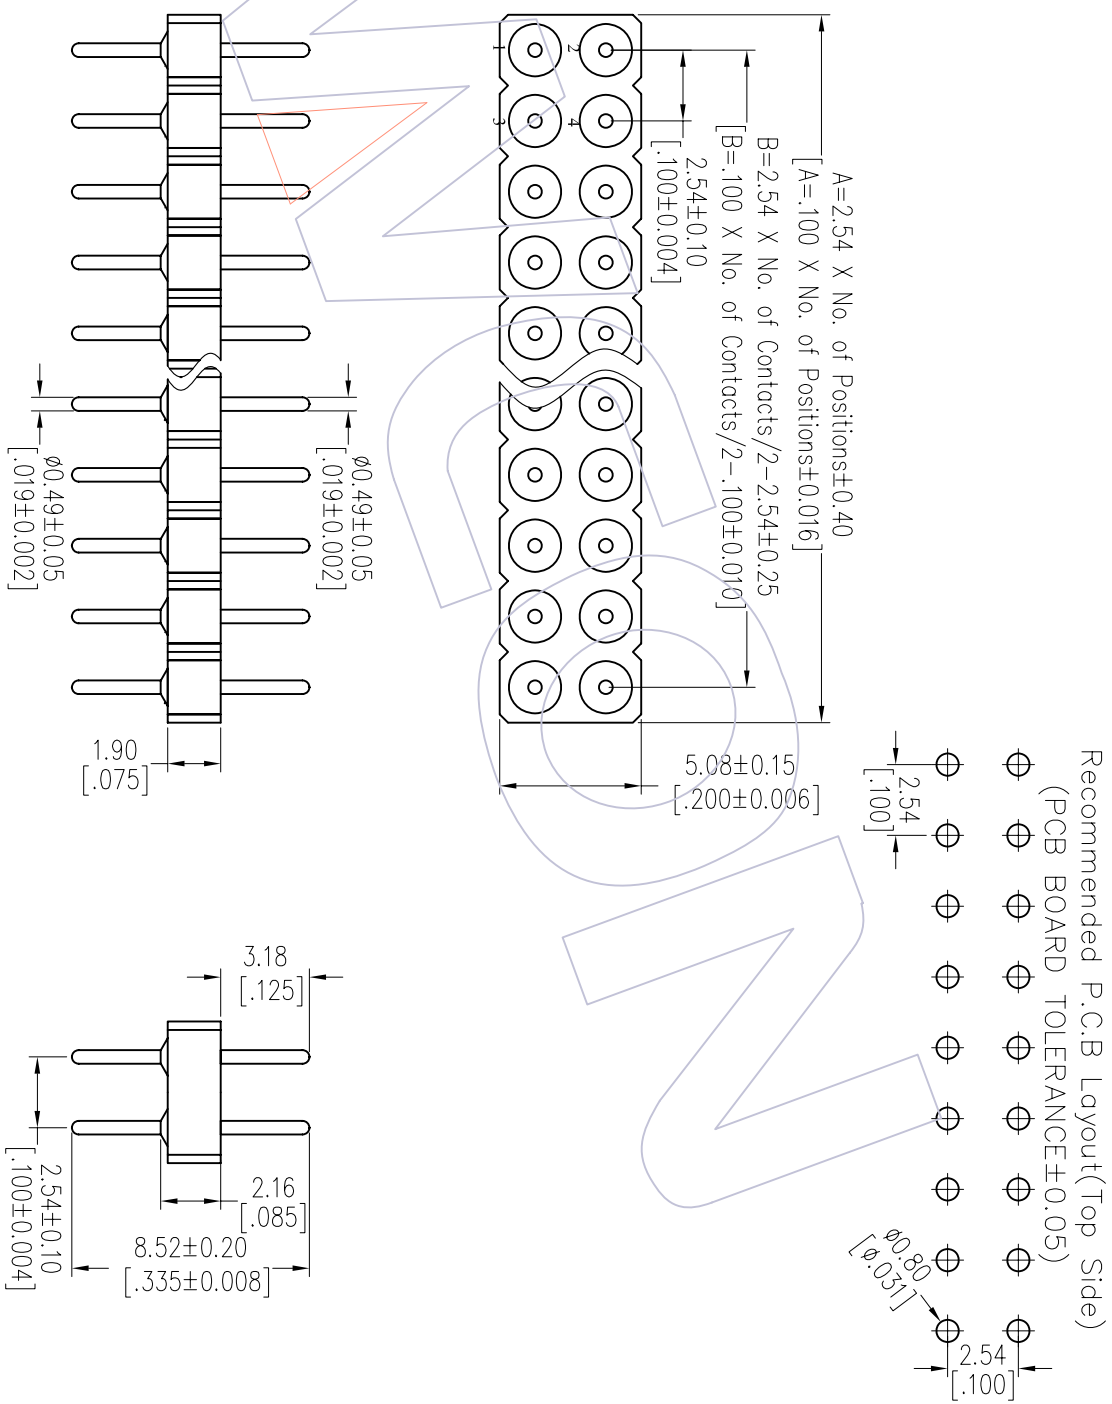 A=2.54 X No. of Positions±0.40
[A=.100 X No. of Positions±0.016]
B=2.54 X No. of Contacts/2-2.54±0.25
[B=.100 X No. of Contacts/2-.100±0.010]
2.54±0.10
[.100±0.004]
1
2
3
4
5.08±0.15
[.200±0.006]
ø0.49±0.05
[.019±0.002]
ø0.49±0.05
[.019±0.002]
1.90
[.075]
Recommended P.C.B Layout(Top Side)
(PCB BOARD TOLERANCE±0.05)
2.54
[.100]
ø0.80
[ø.031]
2.54
[.100]
3.18
[.125]
2.16
[.085]
8.52±0.20
[.335±0.008]
2.54±0.10
[.100±0.004]
WCON